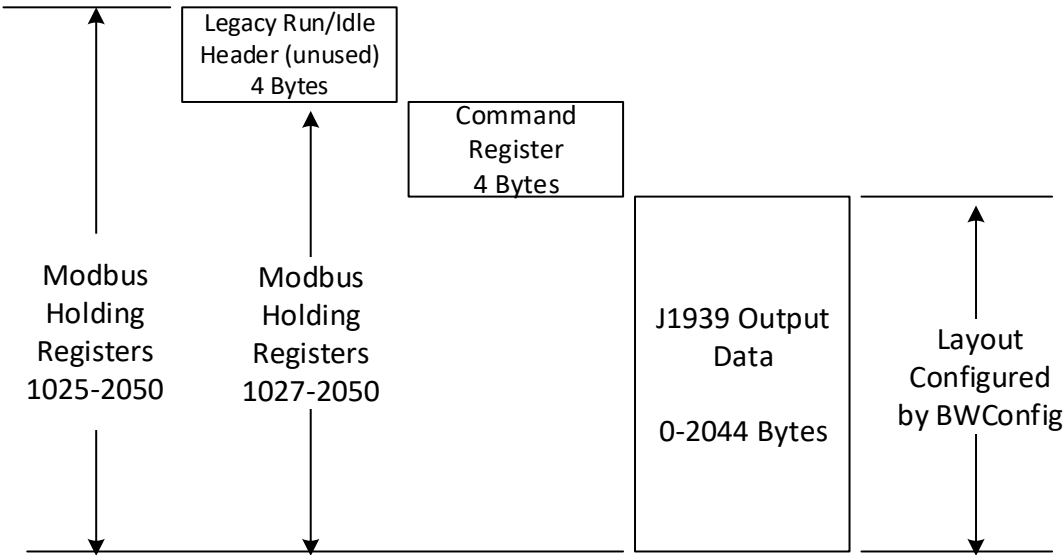 Legacy Run/Idle
Header (unused)
4 Bytes
Command
Register
4 Bytes
Modbus
Holding
Registers
1025-2050
Modbus
Holding
Registers
1027-2050
J1939 Output
Data
0-2044 Bytes
Layout
Configured
by BWConfig